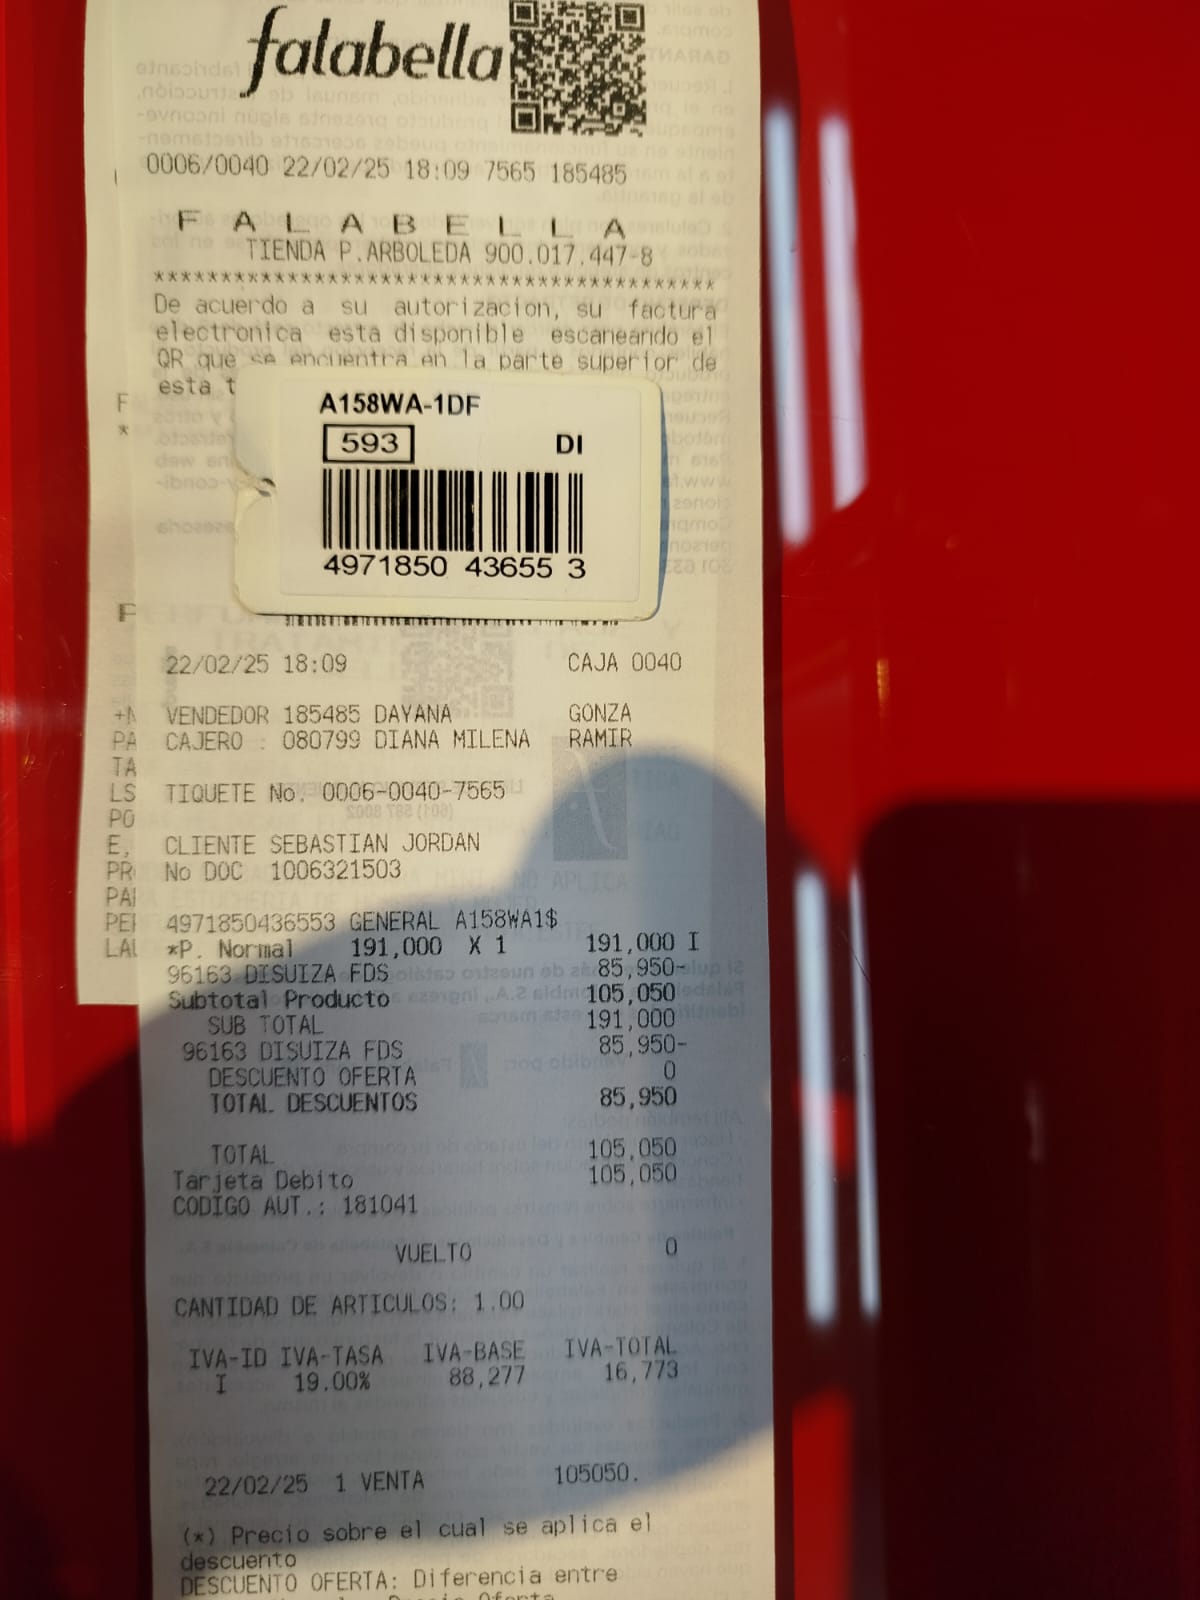 falabella
0006/0040 22/02/25 18:09 7565 185485
F A L A B E L L A
TIENDA P.ARBOLEDA 900.017.447-8
******************************************
De acuerdo a su autorizacion, su factura
electronica esta disponible escaneando el
QR que se encuentra en la parte superior de
esta t
A158WA-1DF
593 DI
4971850 43655 3
22/02/25 18:09 CAJA 0040
VENDEDOR 185485 DAYANA GONZA
CAJERO : 080799 DIANA MILENA RAMIR
TIQUETE No. 0006-0040-7565
CLIENTE SEBASTIAN JORDAN
No DOC 1006321503
4971850436553 GENERAL A158WA1$
*P. Normal 191,000 X 1 191,000 I
96163 DISUIZA FDS 85,950-
Subtotal Producto 105,050
SUB TOTAL 191,000
96163 DISUIZA FDS 85,950-
DESCUENTO OFERTA 0
TOTAL DESCUENTOS 85,950
TOTAL 105,050
Tarjeta Debito 105,050
CODIGO AUT.: 181041
VUELTO 0
CANTIDAD DE ARTICULOS: 1.00
IVA-ID IVA-TASA IVA-BASE IVA-TOTAL
I 19.00% 88,277 16,773
22/02/25 1 VENTA 105050.
(*) Precio sobre el cual se aplica el
descuento
DESCUENTO OFERTA: Diferencia entre